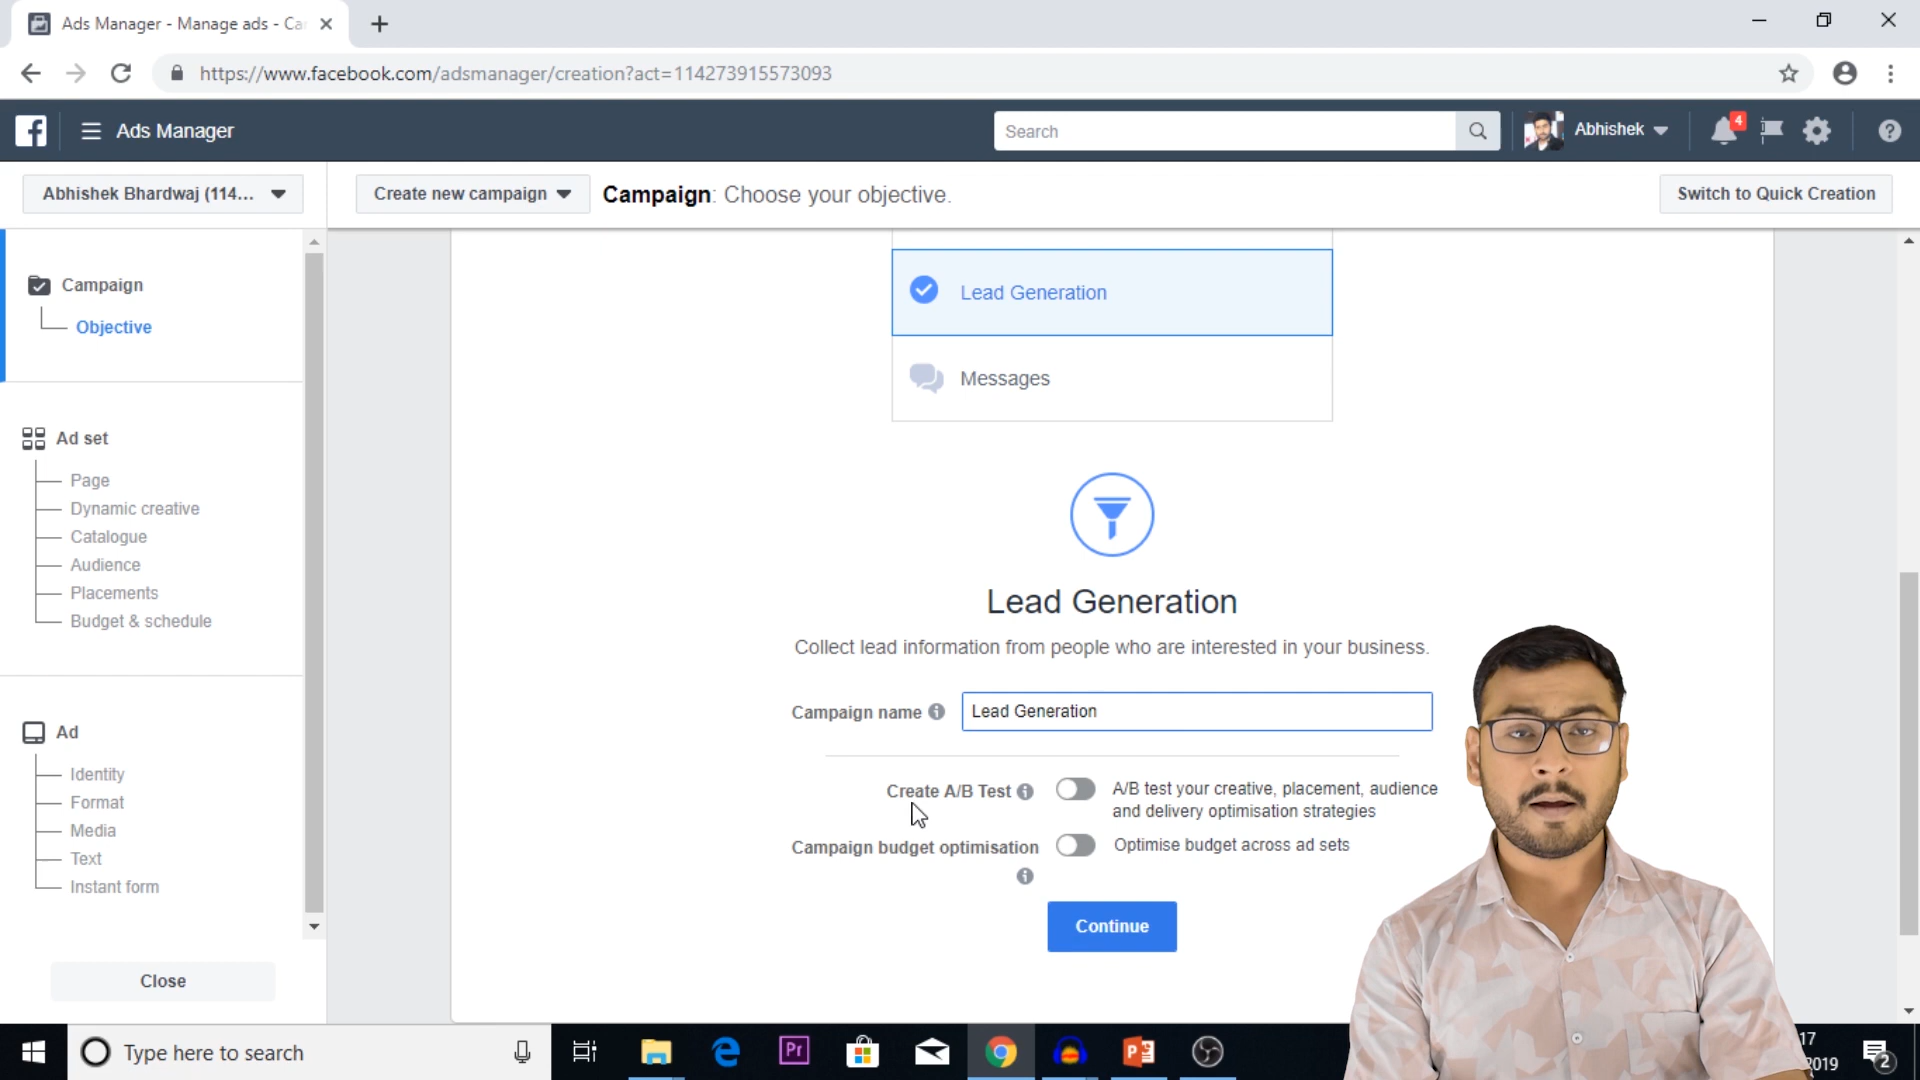 Ads Manager - Manage ads - Ca
https://www.facebook.com/adsmanager/creation?act=114273915573093
Ads Manager
Search
Abhishek
4
Abhishek Bhardwaj (114...
Create new campaign
Campaign: Choose your objective.
Switch to Quick Creation
Campaign
Objective
Ad set
Page
Dynamic creative
Catalogue
Audience
Placements
Budget & schedule
Ad
Identity
Format
Media
Text
Instant form
Close
Lead Generation
Messages
Lead Generation
Collect lead information from people who are interested in your business.
Campaign name
Lead Generation
Create A/B Test
A/B test your creative, placement, audience
and delivery optimisation strategies
Campaign budget optimisation
Optimise budget across ad sets
Continue
Type here to search
Pr
17
2019
2